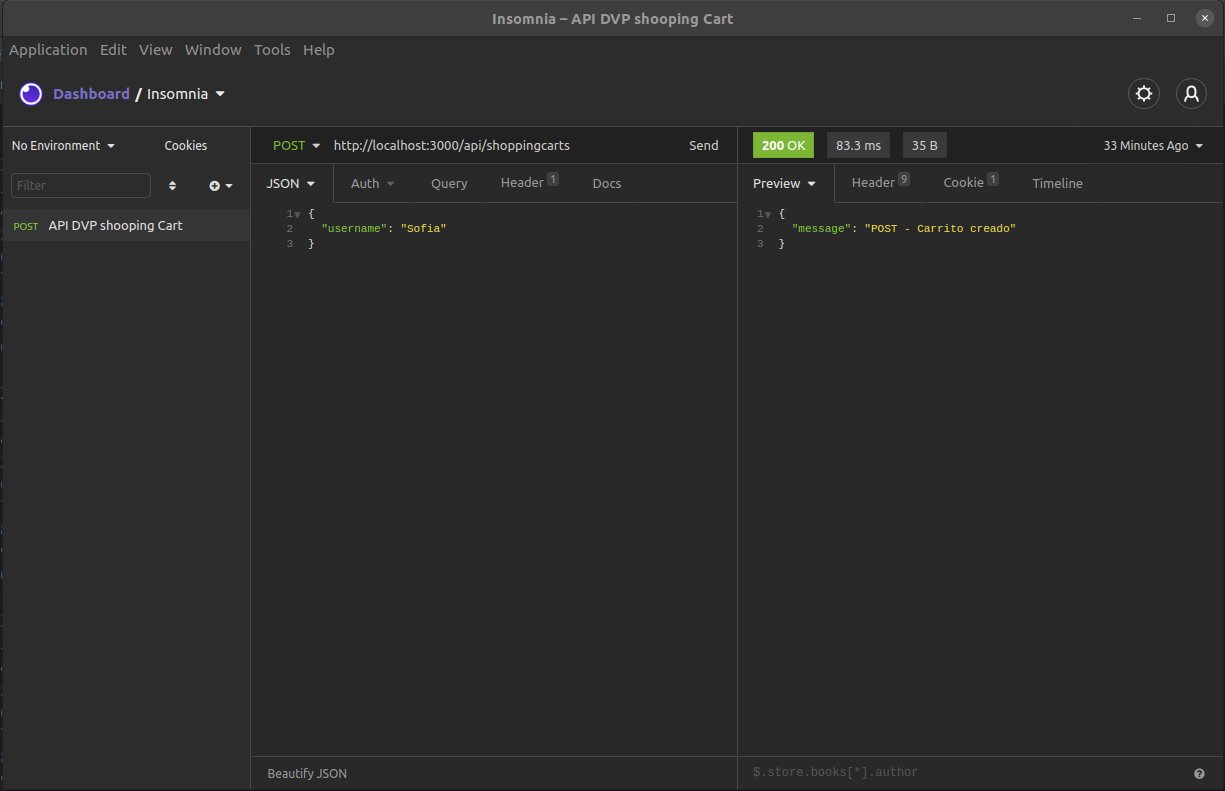 Insomnia – API DVP shooping Cart
Application Edit View Window Tools Help
Dashboard / Insomnia
No Environment Cookies
POST http://localhost:3000/api/shoppingcarts Send
200 OK 83.3 ms 35 B 33 Minutes Ago
Filter
JSON Auth Query Header 1 Docs
Preview Header 9 Cookie 1 Timeline
POST API DVP shooping Cart
1 {
2 "username": "Sofia"
3 }
1 {
2 "message": "POST - Carrito creado"
3 }
Beautify JSON
$.store.books[*].author